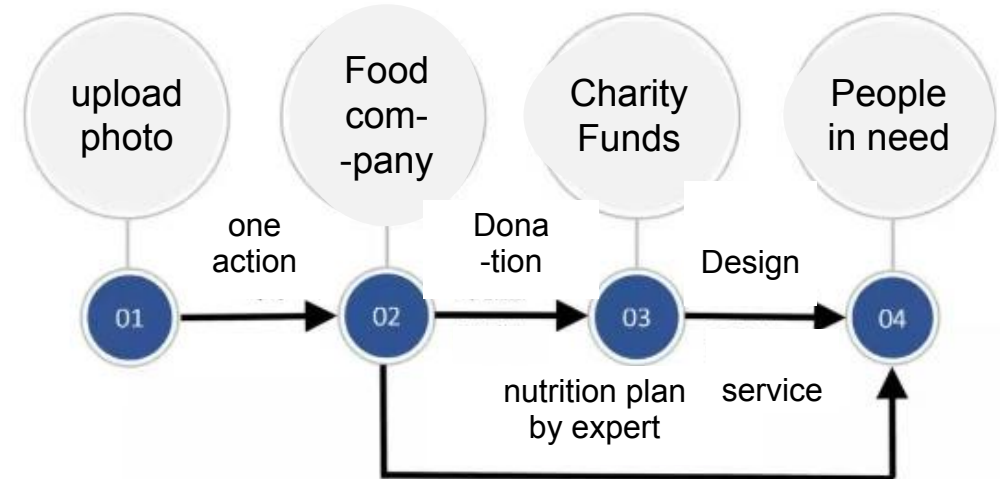 upload
photo
Food
com-
-pany
Charity
Funds
People
in need
one
action
Dona
-tion
Design
01
02
03
04
nutrition plan
by expert
service